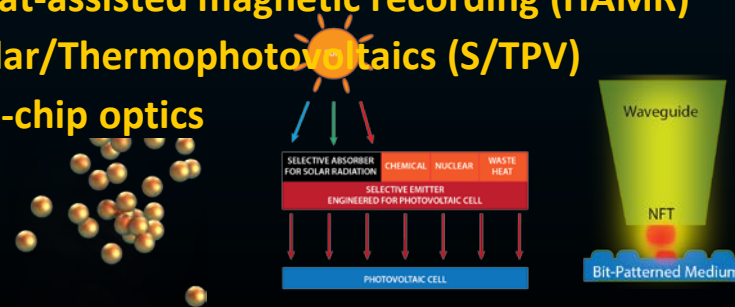 at-assisted magnetic recording (HAMR)
lar/Thermophotovoltaics (S/TPV)
-chip optics
SELECTIVE ABSORBER
FOR SOLAR RADIATION
CHEMICAL
NUCLEAR
WASTE
HEAT
SELECTIVE EMITTER
ENGINEERED FOR PHOTOVOLTAIC CELL
PHOTOVOLTAIC CELL
Waveguide
NFT
Bit-Patterned Medium